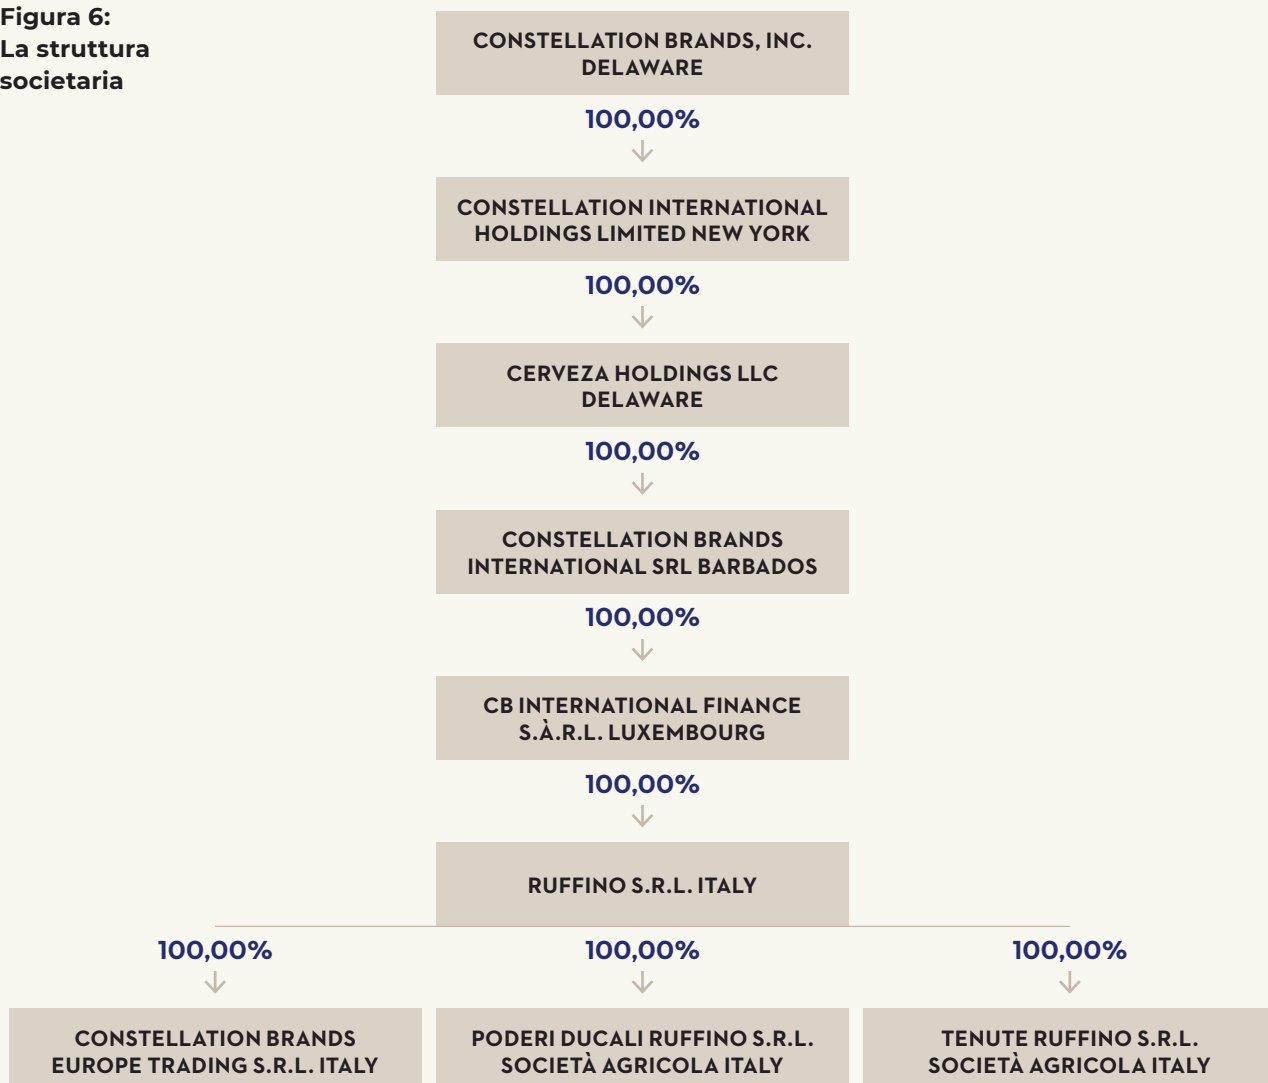 Figura 6:
La struttura
societaria
CONSTELLATION BRANDS, INC.
DELAWARE
100,00%
CONSTELLATION INTERNATIONAL
HOLDINGS LIMITED NEW YORK
100,00%
CERVEZA HOLDINGS LLC
DELAWARE
100,00%
CONSTELLATION BRANDS
INTERNATIONAL SRL BARBADOS
100,00%
CB INTERNATIONAL FINANCE
S.À.R.L. LUXEMBOURG
100,00%
RUFFINO S.R.L. ITALY
100,00%
100,00%
100,00%
CONSTELLATION BRANDS
EUROPE TRADING S.R.L. ITALY
PODERI DUCALI RUFFINO S.R.L.
SOCIETÀ AGRICOLA ITALY
TENUTE RUFFINO S.R.L.
SOCIETÀ AGRICOLA ITALY